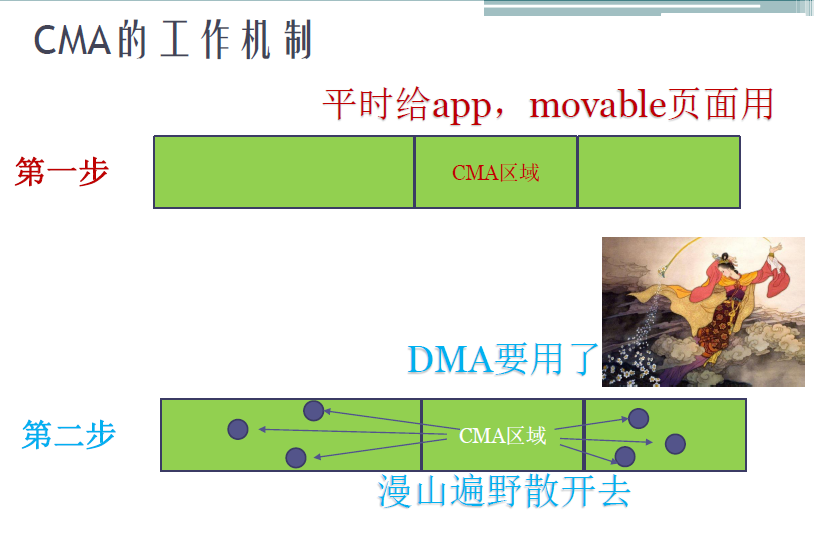 CMA的工作机制
平时给app，movable页面用
第一步
CMA区域
DMA要用了
第二步
CMA区域
漫山遍野散开去